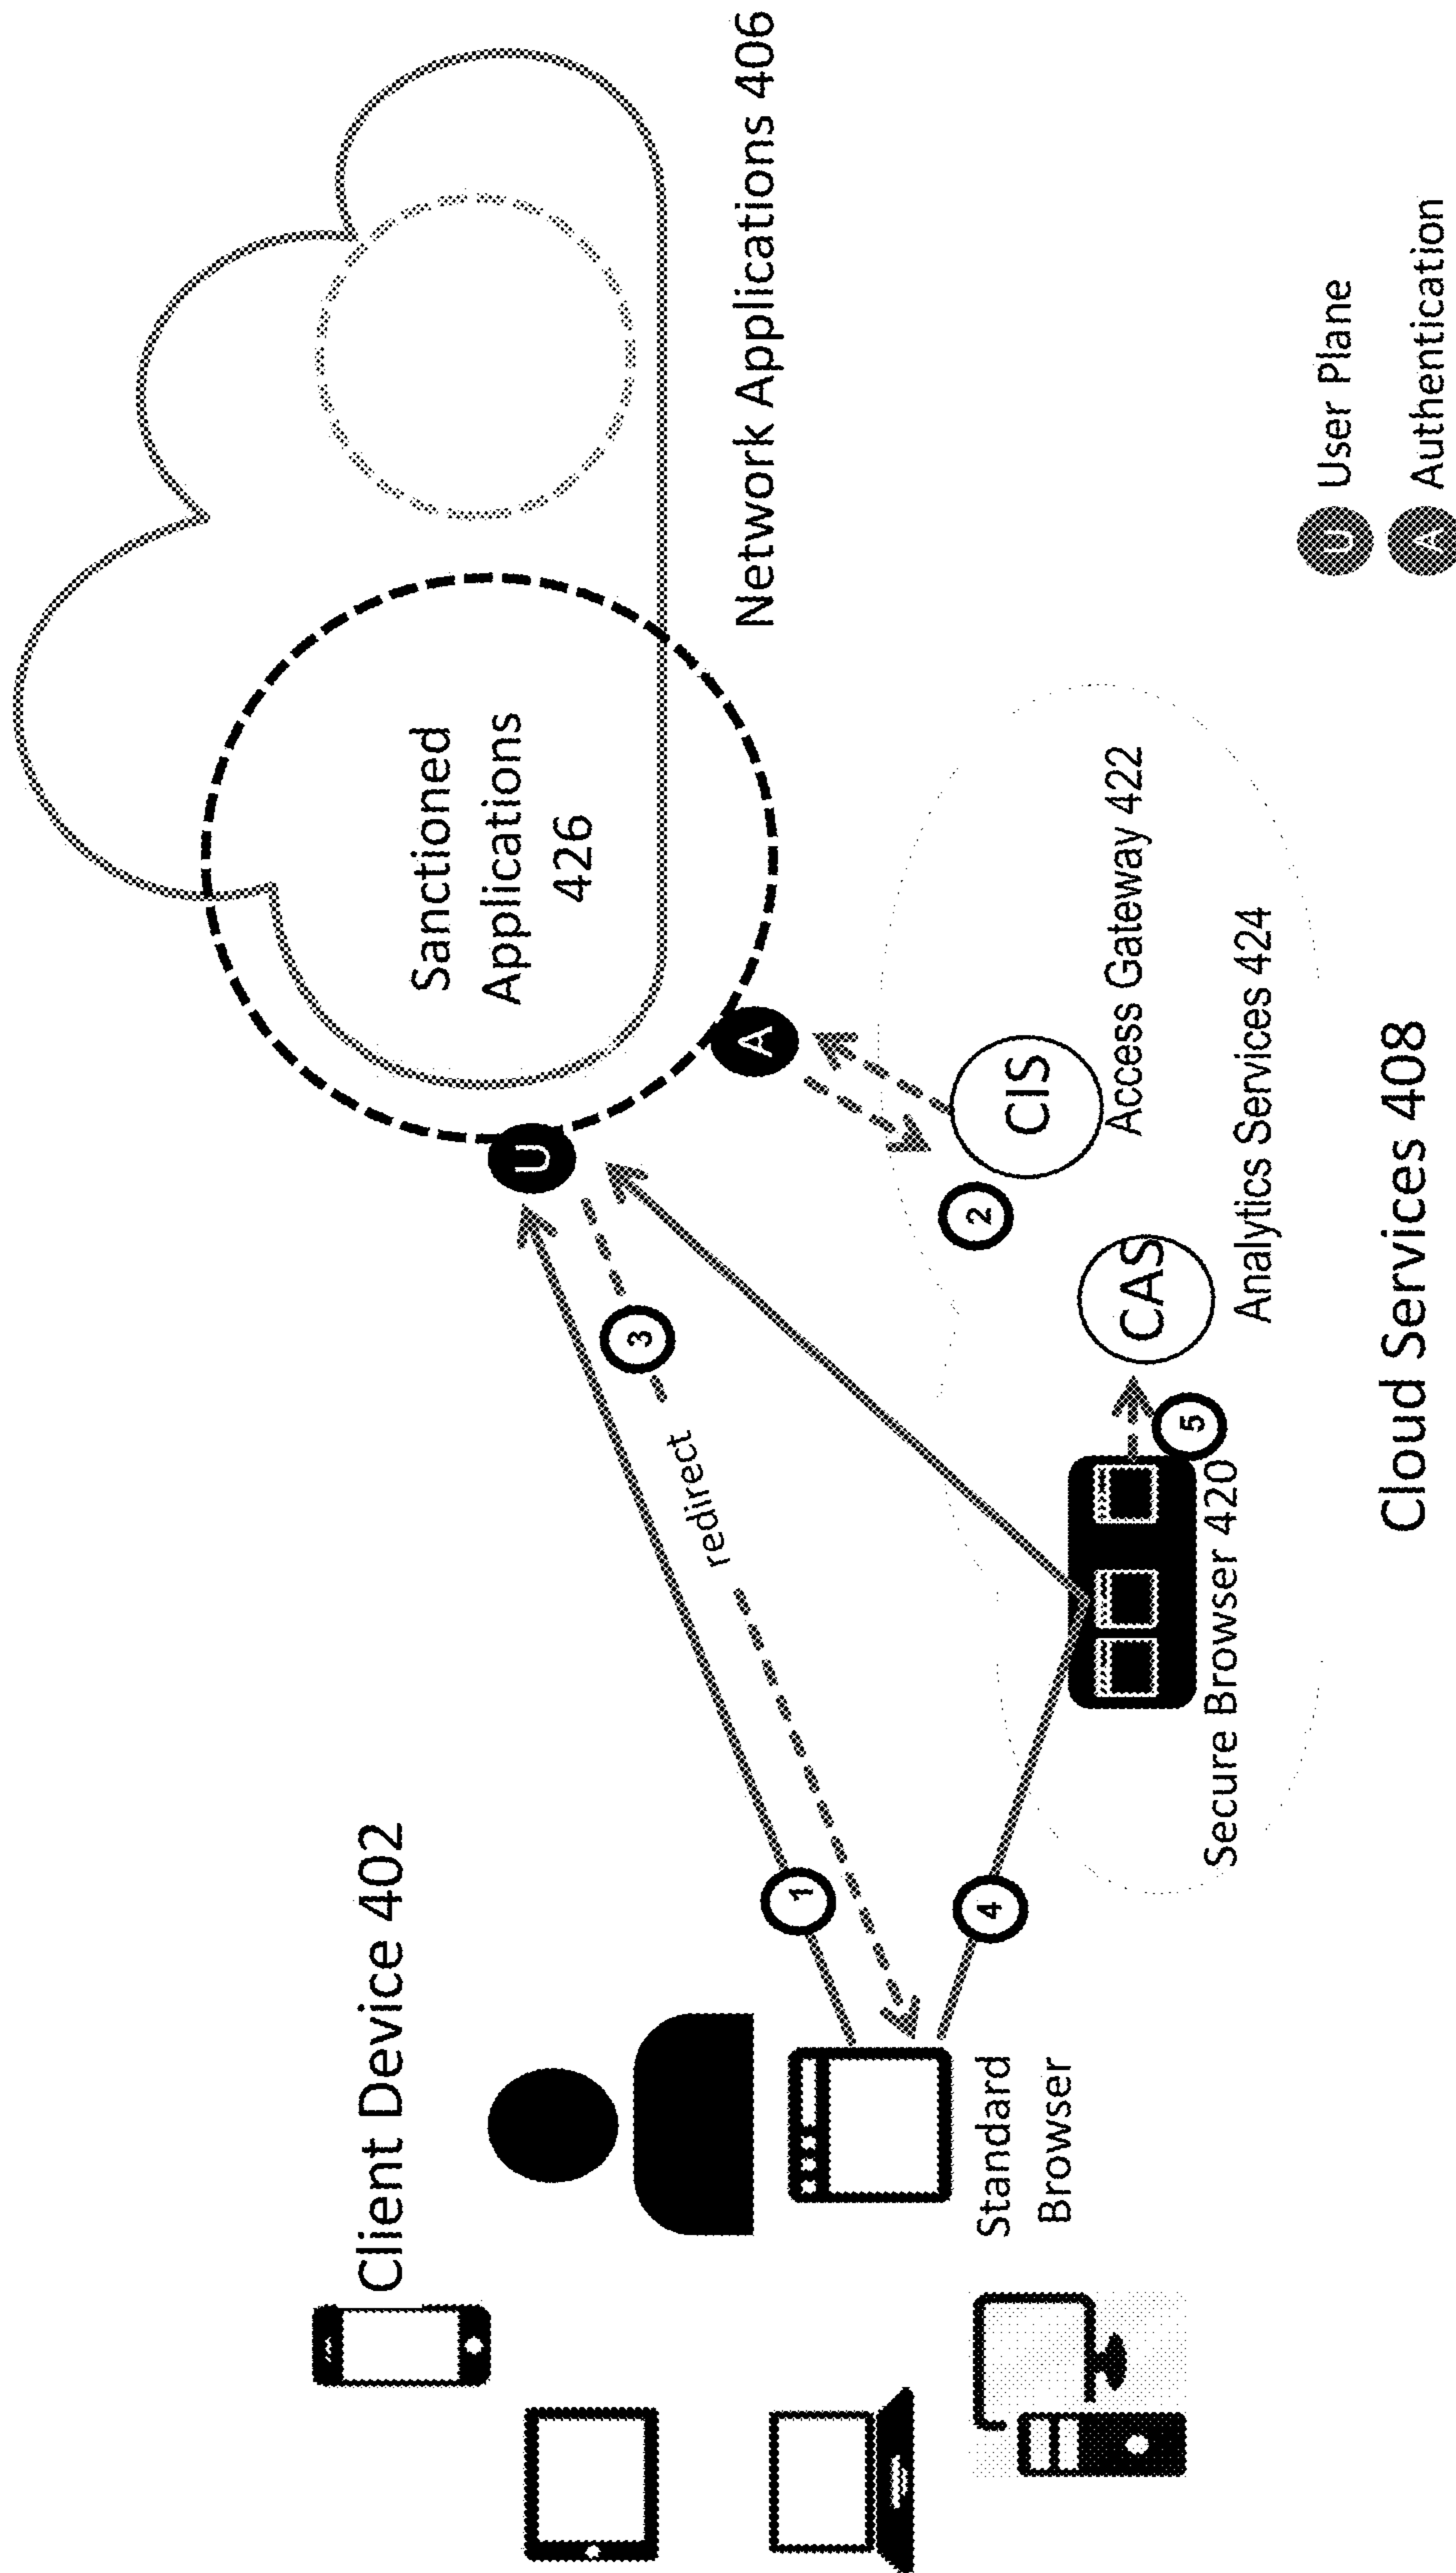 Client Device 402
Standard
Browser
1
redirect
3
4
U
Sanctioned
Applications
426
A
Network Applications 406
2
CIS
Access Gateway 422
CAS
Analytics Services 424
5
Secure Browser 420
Cloud Services 408
U User Plane
A Authentication